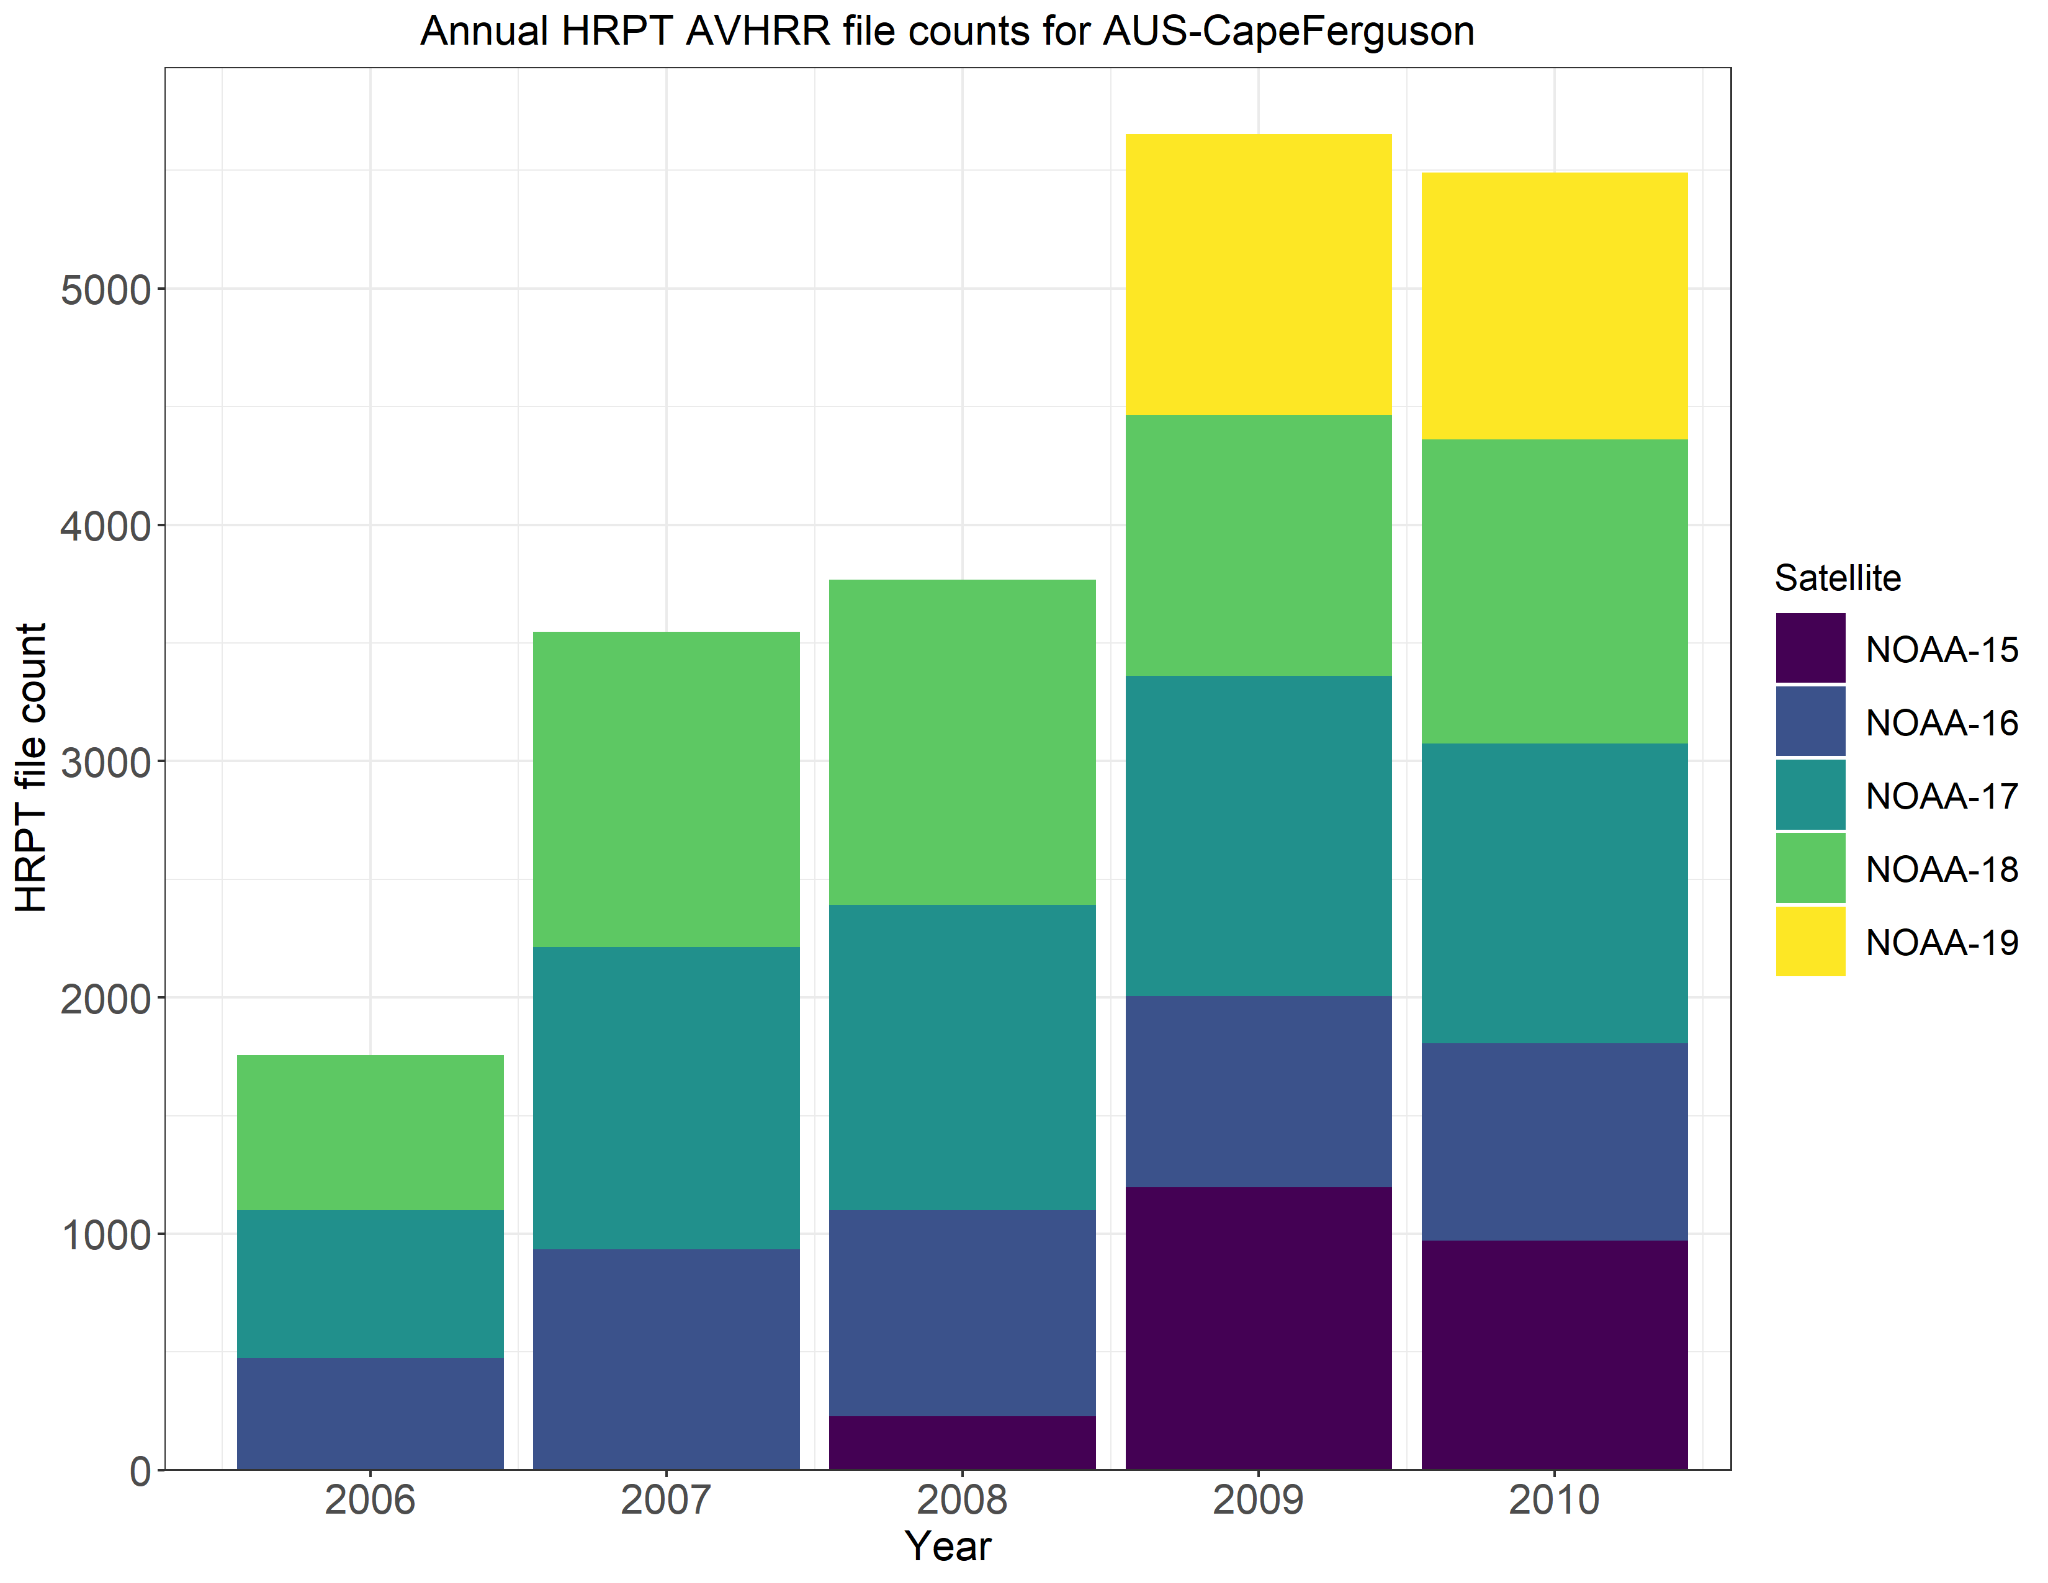 Annual HRPT AVHRR file counts for AUS-CapeFerguson
HRPT file count
5000
4000
3000
2000
1000
0
2006 2007 2008 2009 2010
Year
Satellite
NOAA-15
NOAA-16
NOAA-17
NOAA-18
NOAA-19